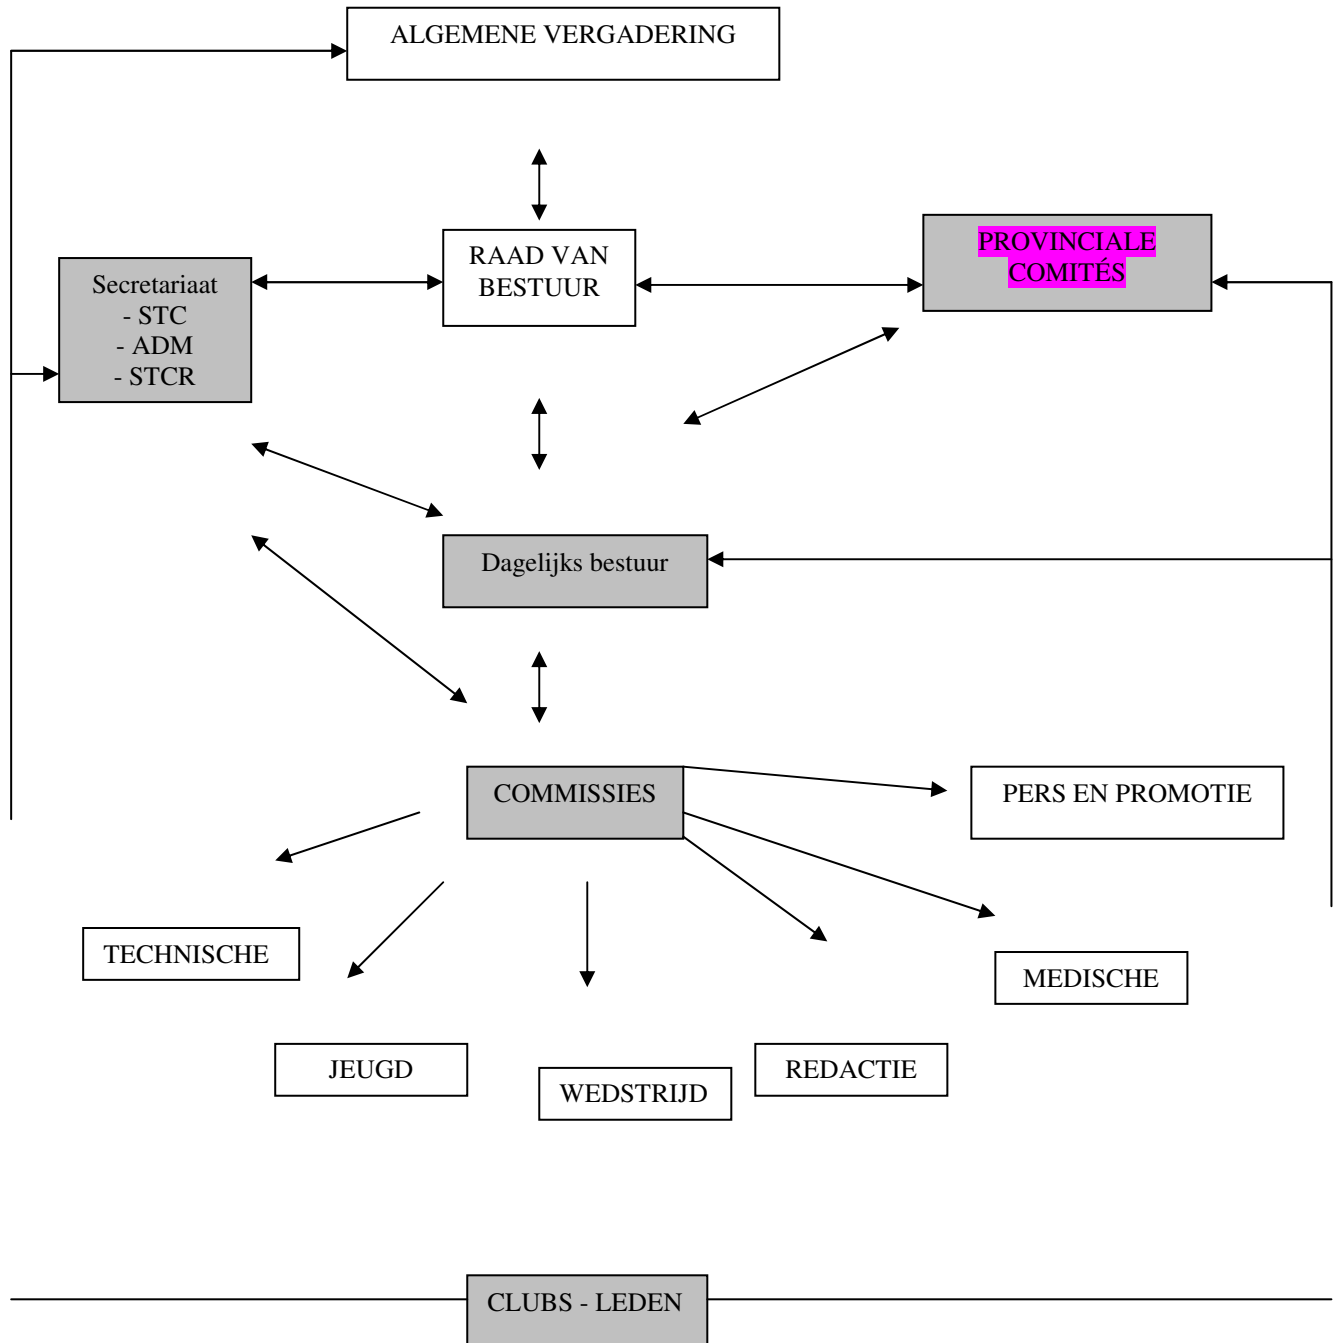 ALGEMENE VERGADERING
RAAD VAN
BESTUUR
PROVINCIALE
COMITÉS
Secretariaat
- STC
- ADM
- STCR
Dagelijks bestuur
COMMISSIES
PERS EN PROMOTIE
TECHNISCHE
MEDISCHE
JEUGD
WEDSTRIJD
REDACTIE
CLUBS - LEDEN